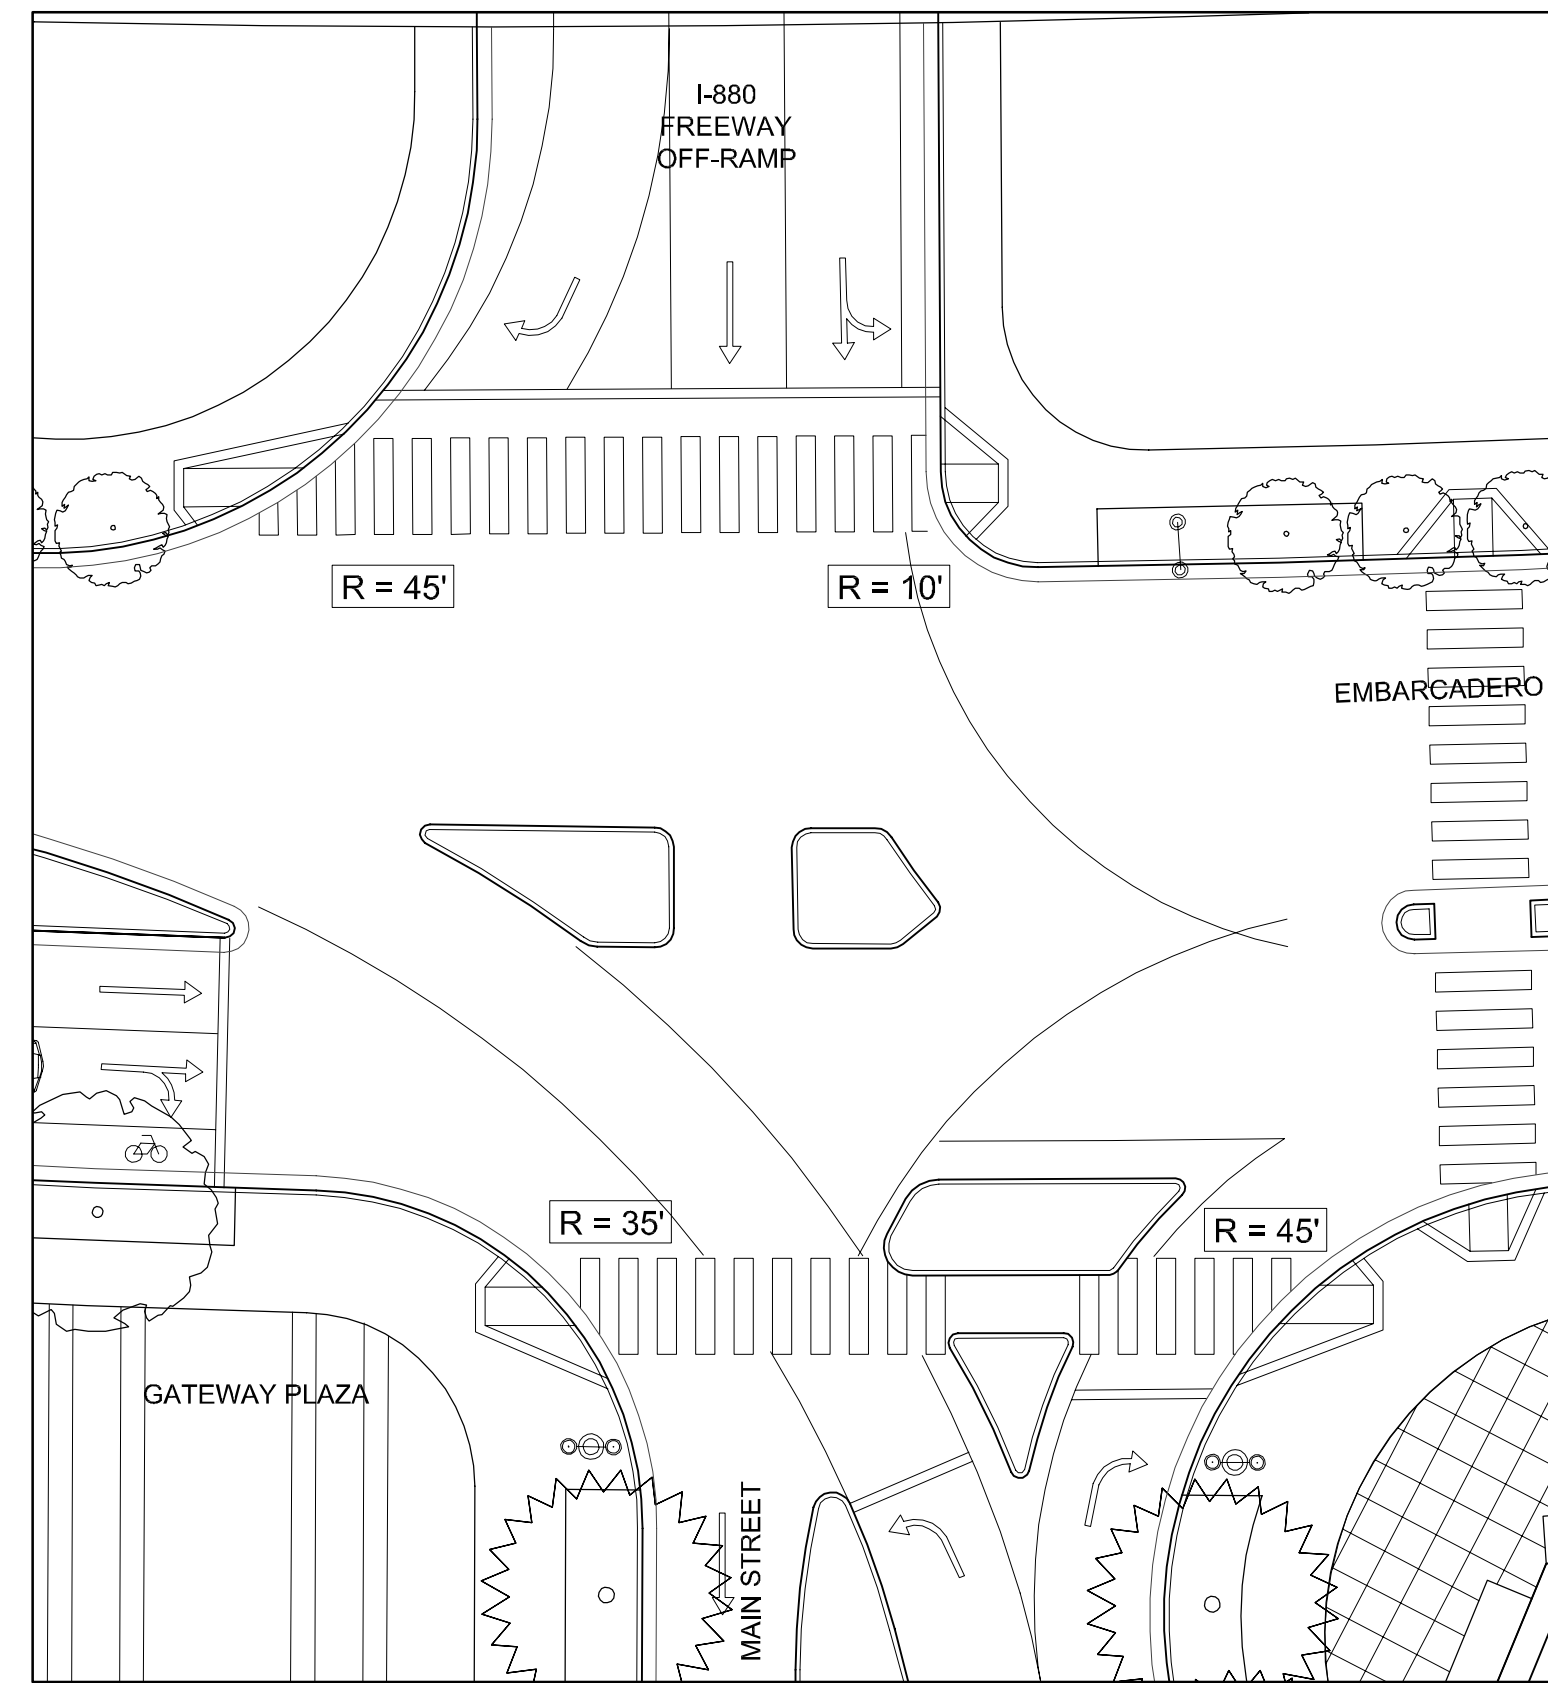 I-880
FREEWAY
OFF-RAMP
R = 45'
R = 10'
EMBARCADERO
R = 35'
R = 45'
GATEWAY PLAZA
MAIN STREET